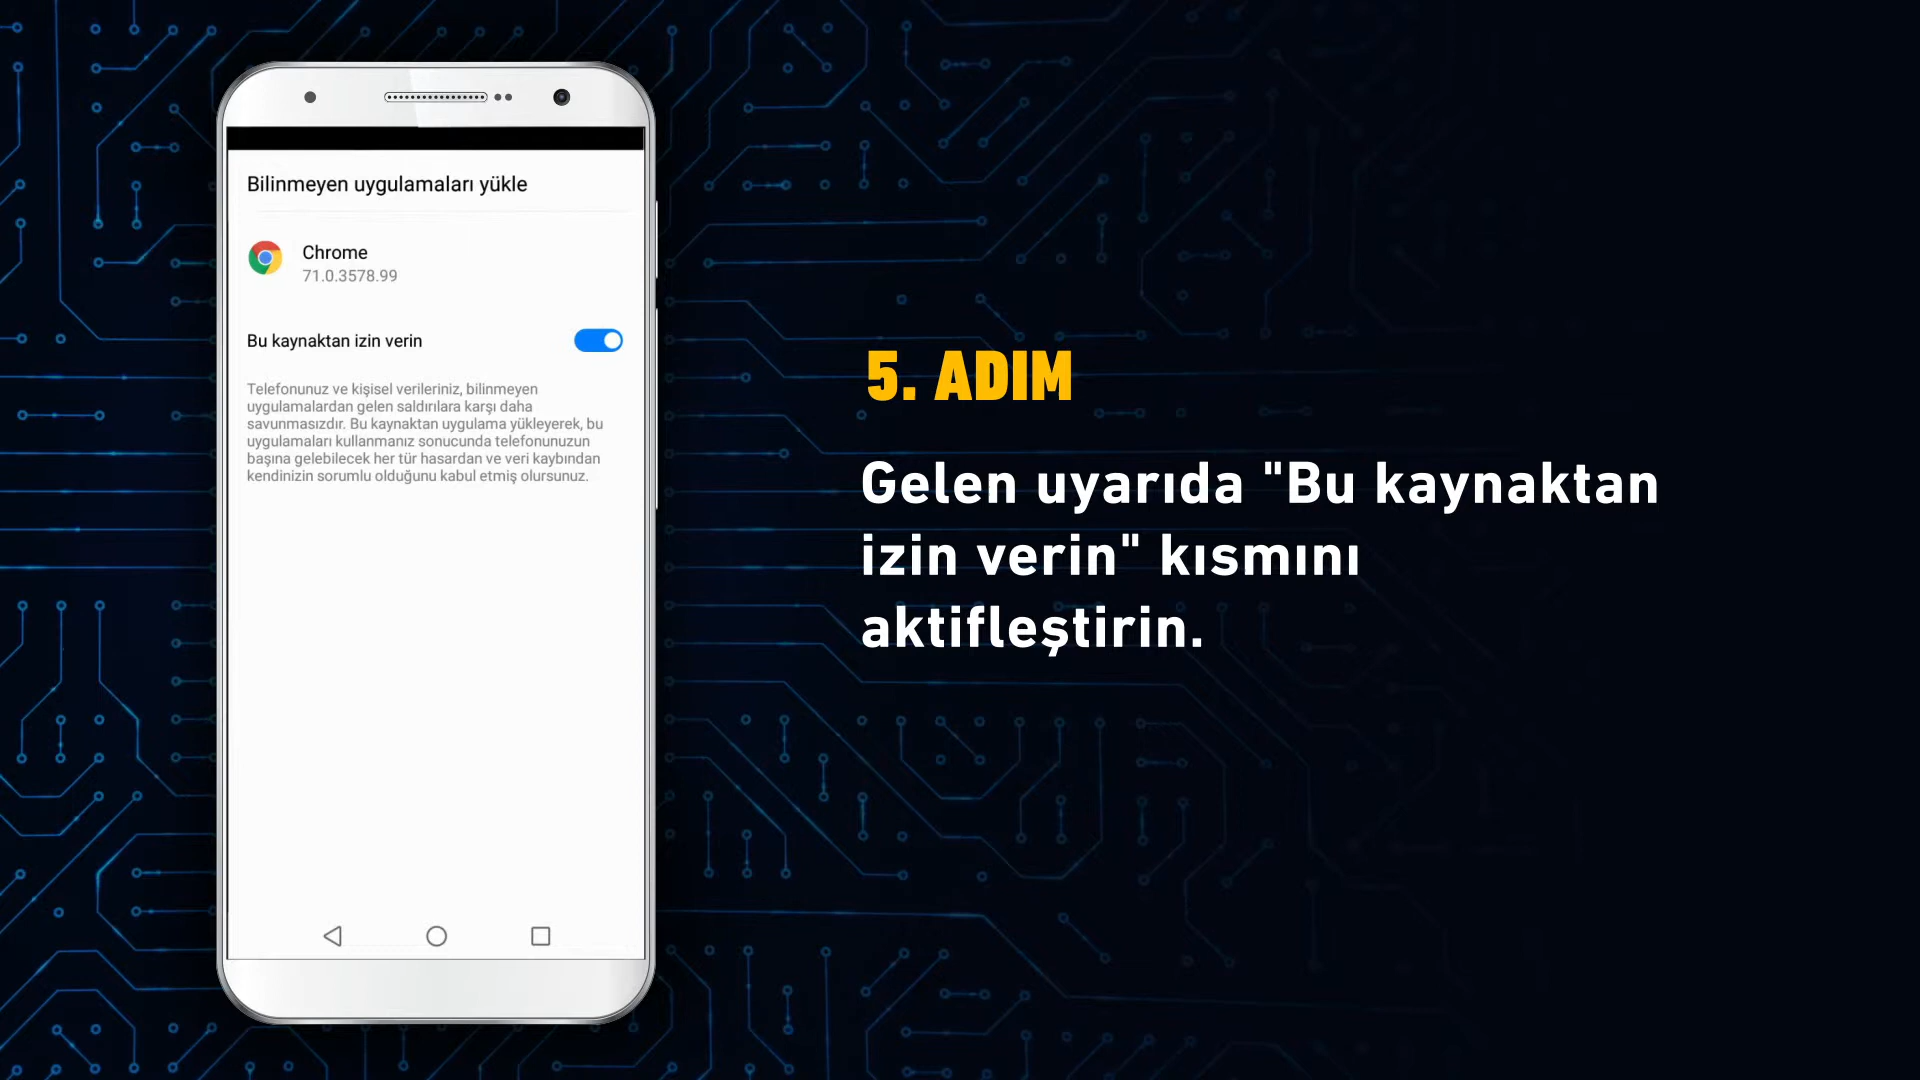 Bilinmeyen uygulamaları yükle
Chrome
71.0.3578.99
Bu kaynaktan izin verin
Telefonunuz ve kişisel verileriniz, bilinmeyen
uygulamalardan gelen saldırılara karşı daha
savunmasızdır. Bu kaynaktan uygulama yükleyerek, bu
uygulamaları kullanmanız sonucunda telefonunuzun
başına gelebilecek her tür hasardan ve veri kaybından
kendinizin sorumlu olduğunu kabul etmiş olursunuz.
5. ADIM
Gelen uyarıda "Bu kaynaktan
izin verin" kısmını
aktifleştirin.